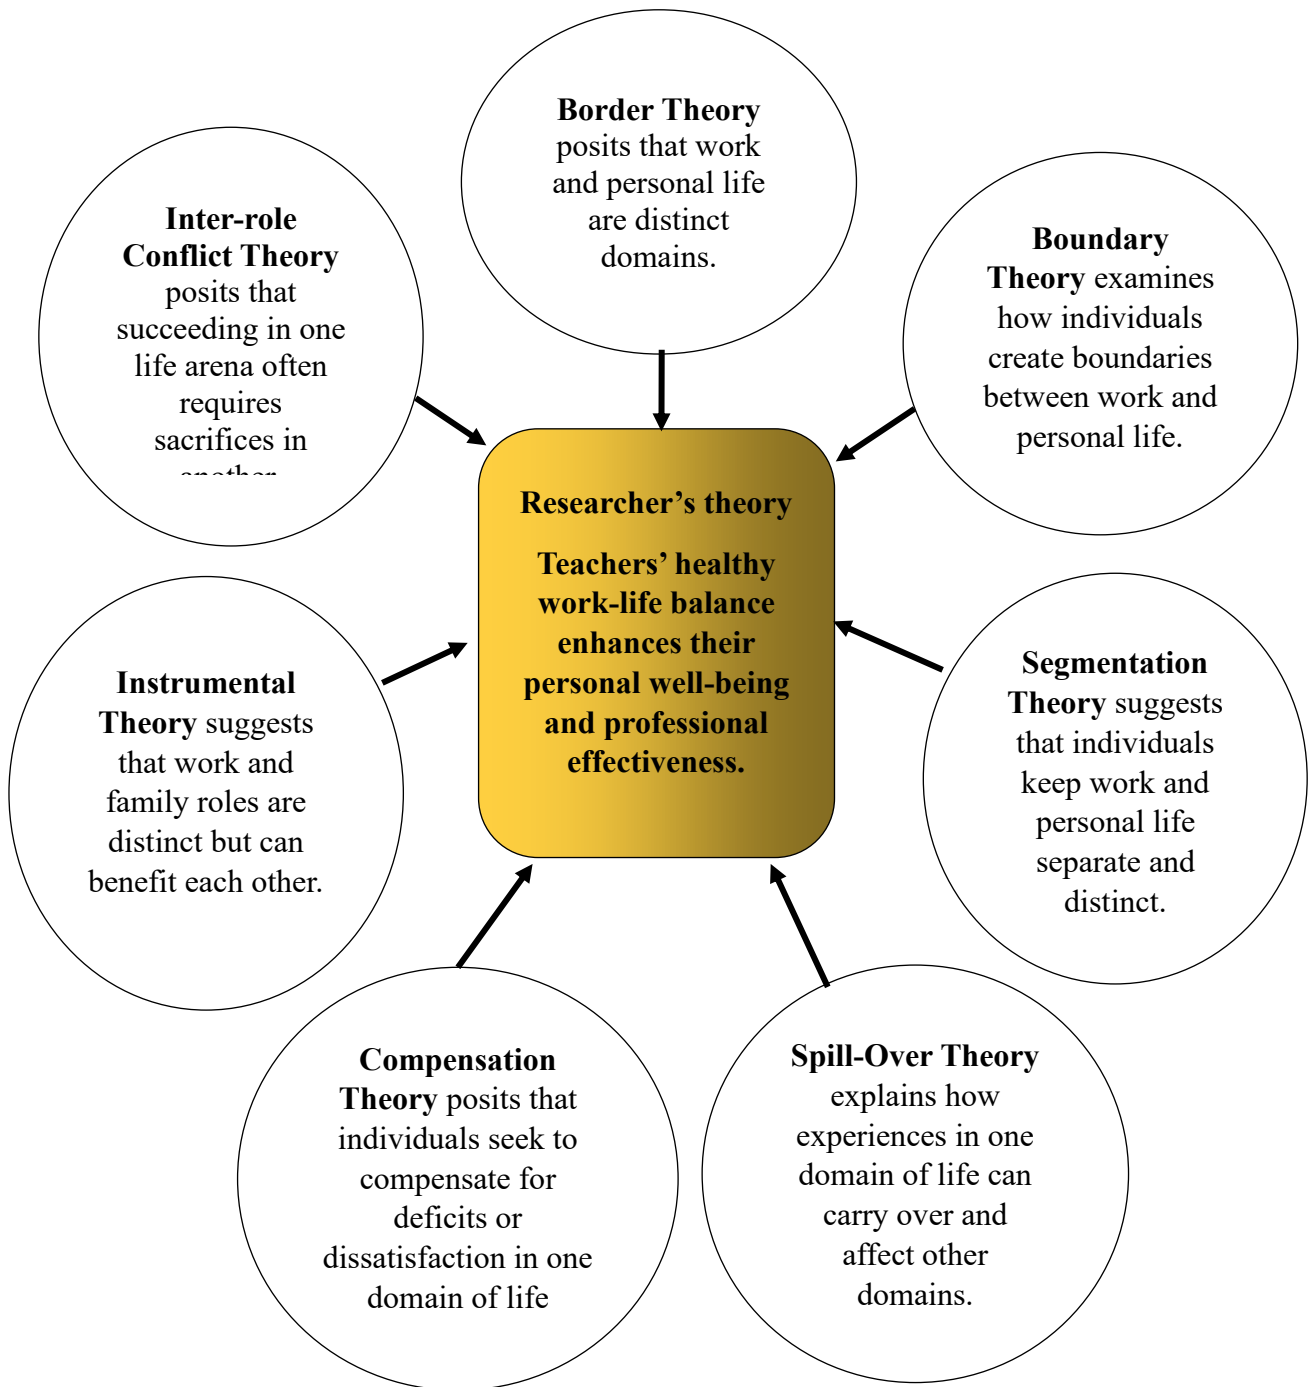 Border Theory
posits that work
and personal life
are distinct
domains.
Inter-role
Conflict Theory
posits that
succeeding in one
life arena often
requires
sacrifices in
another
Boundary
Theory examines
how individuals
create boundaries
between work and
personal life.
Researcher’s theory
Teachers’ healthy
work-life balance
enhances their
personal well-being
and professional
effectiveness.
Instrumental
Theory suggests
that work and
family roles are
distinct but can
benefit each other.
Segmentation
Theory suggests
that individuals
keep work and
personal life
separate and
distinct.
Compensation
Theory posits that
individuals seek to
compensate for
deficits or
dissatisfaction in one
domain of life
Spill-Over Theory
explains how
experiences in one
domain of life can
carry over and
affect other
domains.